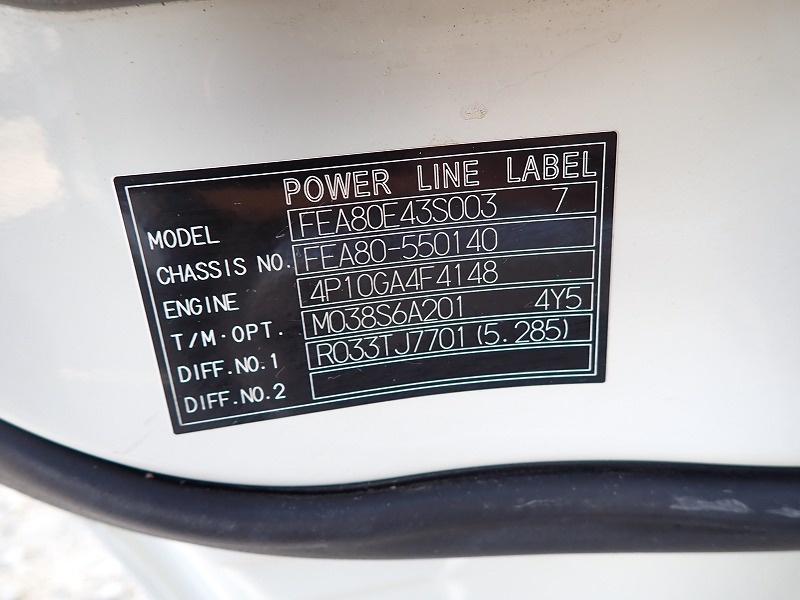 POWER LINE LABEL
MODEL FEA80E43S003 7
CHASSIS NO. FEA80-550140
ENGINE 4P10GA4F4148
T/M·OPT. M038S6A201 4Y5
DIFF.NO.1 R033TJ7701 (5.285)
DIFF.NO.2